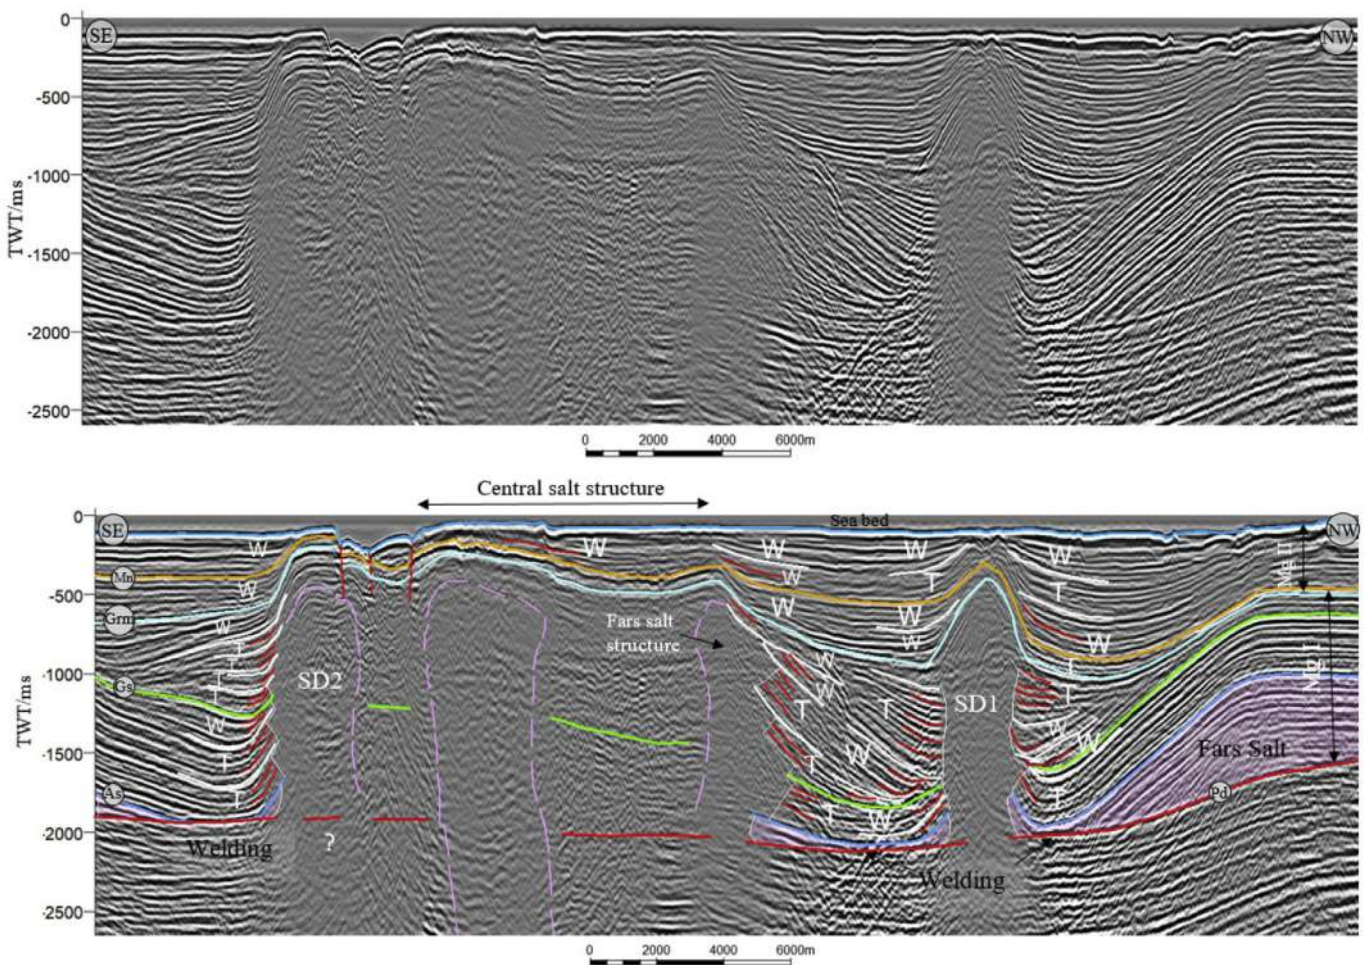 0
SE
NW
-500
-1000
TWT/ms
-1500
-2000
-2500
0 2000 4000 6000m
Central salt structure
0
SE
Sea bed
NW
W W W W W
Mn
W W
-500
T T
Grm
W W W W
Fars salt
structure
W
T
-1000
T
T
Gs
T
SD2
W
W
T
T
SD1
T
W
W
W
W
Fars Salt
-1500
T
T
As
T
T
T
Pd
W
-2000
Welding
?
Welding
-2500
0 2000 4000 6000m
TWT/ms